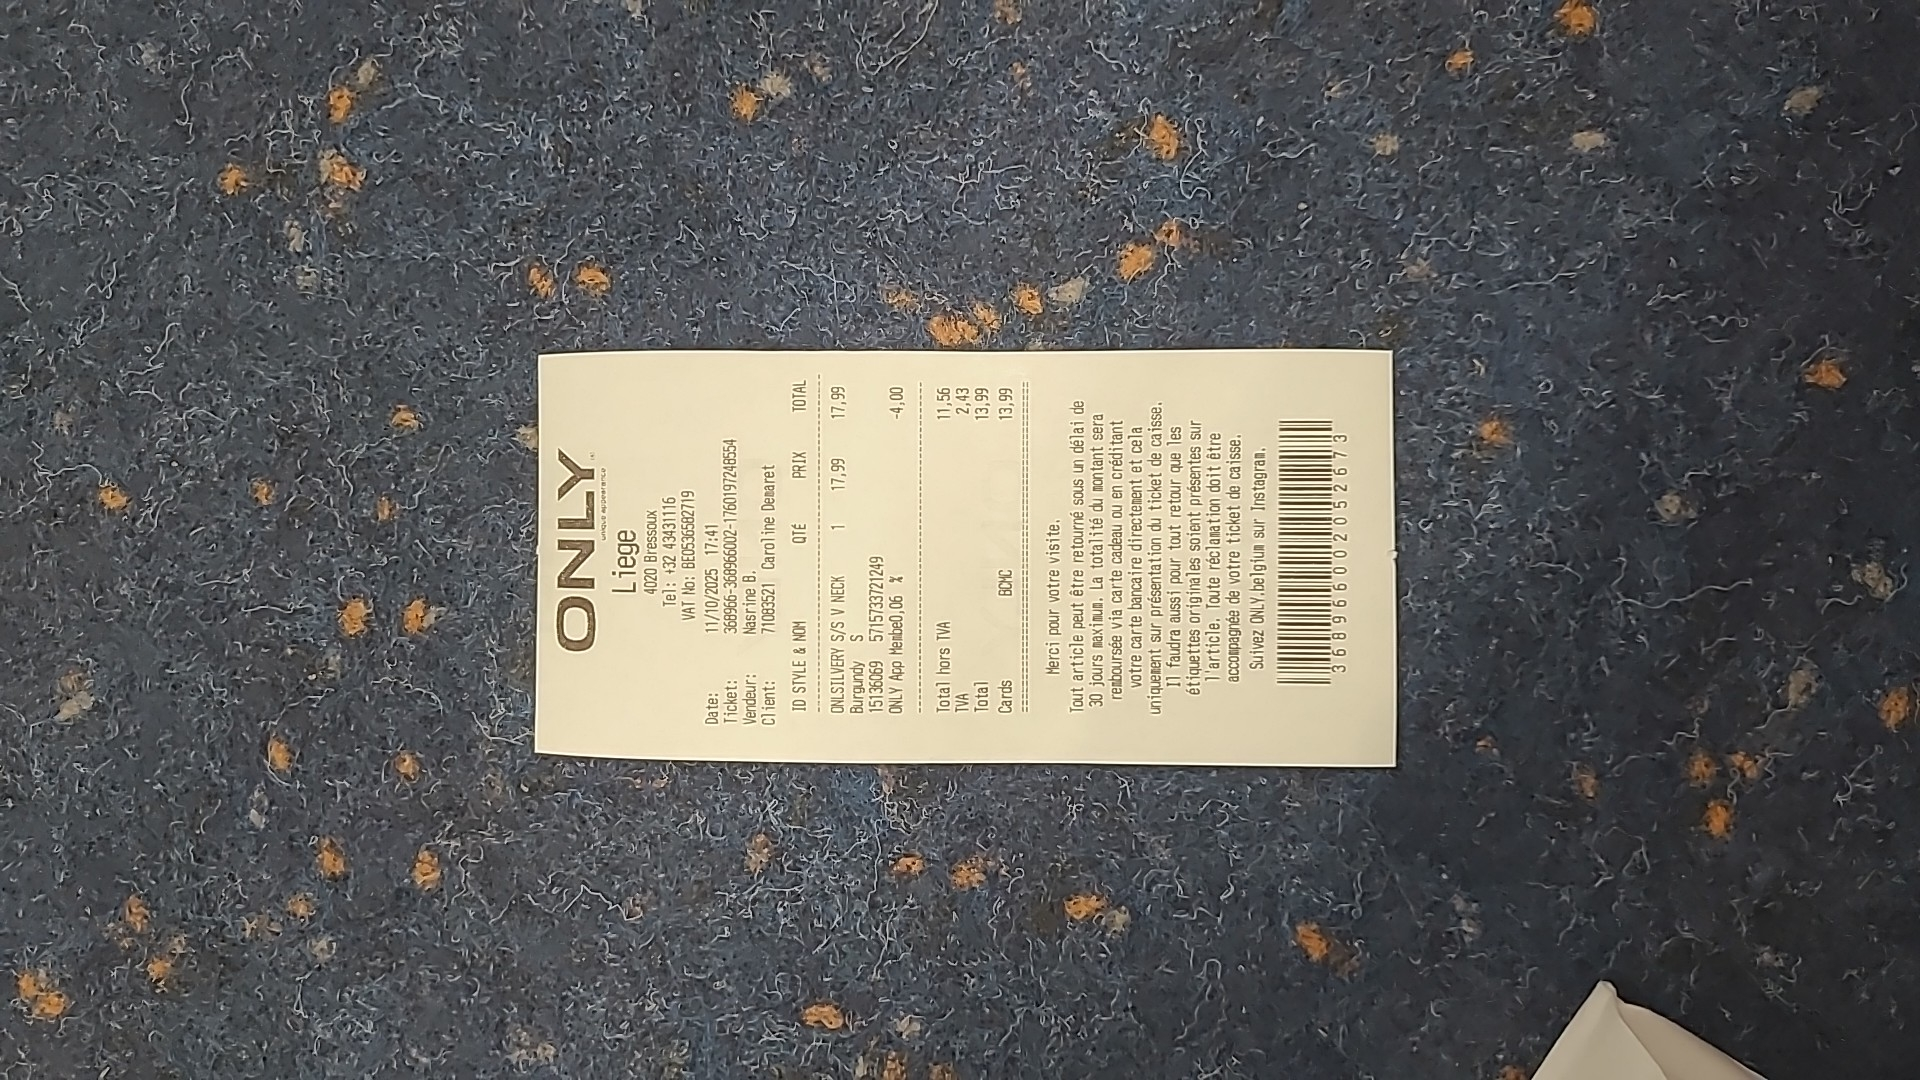 ONLY
unique appearance
Liege
4020 Bressoux
Tel: +32 43431116
VAT No: BE0536582719
Date: 11/10/2025 17:41
Ticket: 368966-368966002-1760197248554
Vendeur: Nasrine B.
Client: 71083521 Caroline Demaret
ID STYLE & NOM QTÉ PRIX TOTAL
ONLSILVERY S/S V NECK 1 17,99 17,99
Burgundy S
15136069 5715733721249
ONLY App Membe0,06 % -4,00
Total hors TVA 11,56
TVA 2,43
Total 13,99
Cards BCMC 13,99
Merci pour votre visite.
Tout article peut être retourné sous un délai de
30 jours maximum. La totalité du montant sera
remboursée via carte cadeau ou en créditant
votre carte bancaire directement et cela
uniquement sur présentation du ticket de caisse.
Il faudra aussi pour tout retour que les
étiquettes originales soient présentes sur
l'article. Toute réclamation doit être
accompagnée de votre ticket de caisse.
Suivez ONLY.belgium sur Instagram.
368966002052673